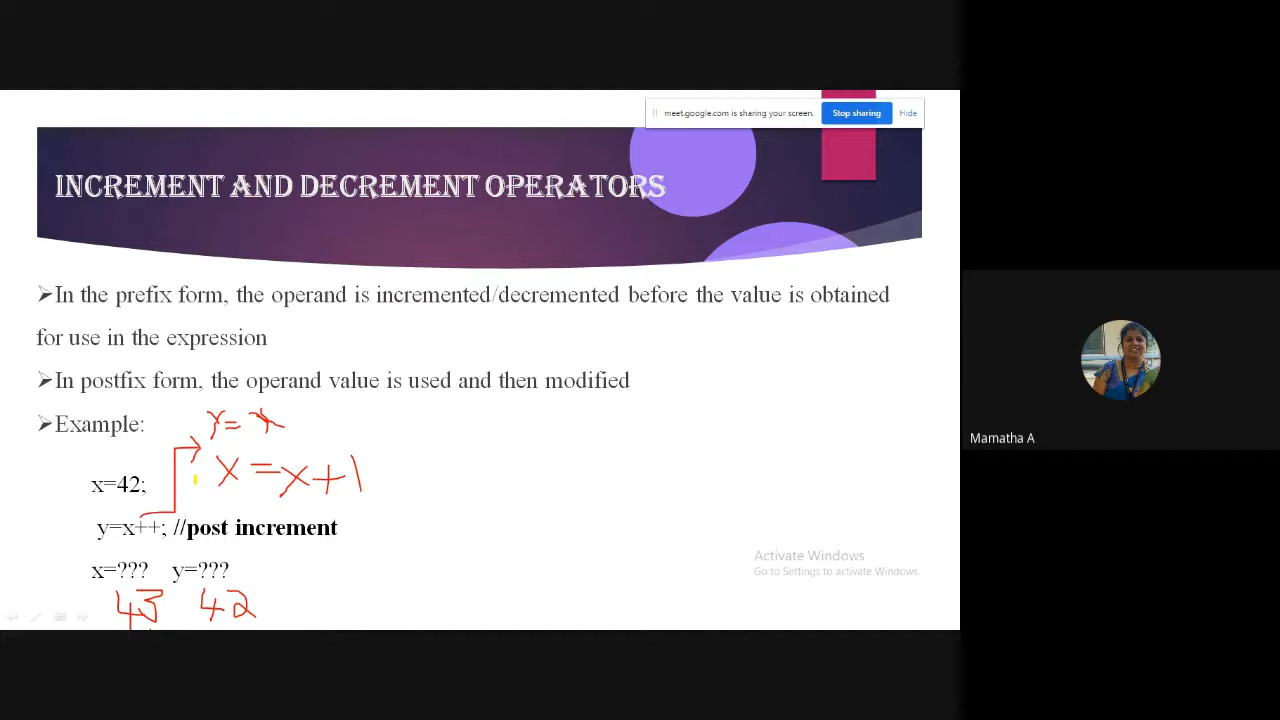 meet.google.com is sharing your screen. Stop sharing Hide
INCREMENT AND DECREMENT OPERATORS
➤In the prefix form, the operand is incremented/decremented before the value is obtained
for use in the expression
➤In postfix form, the operand value is used and then modified
➤Example:
y = x
x = x + 1
x=42;
y=x++; //post increment
x=??? y=???
43 42
Activate Windows
Go to Settings to activate Windows.
Mamatha A